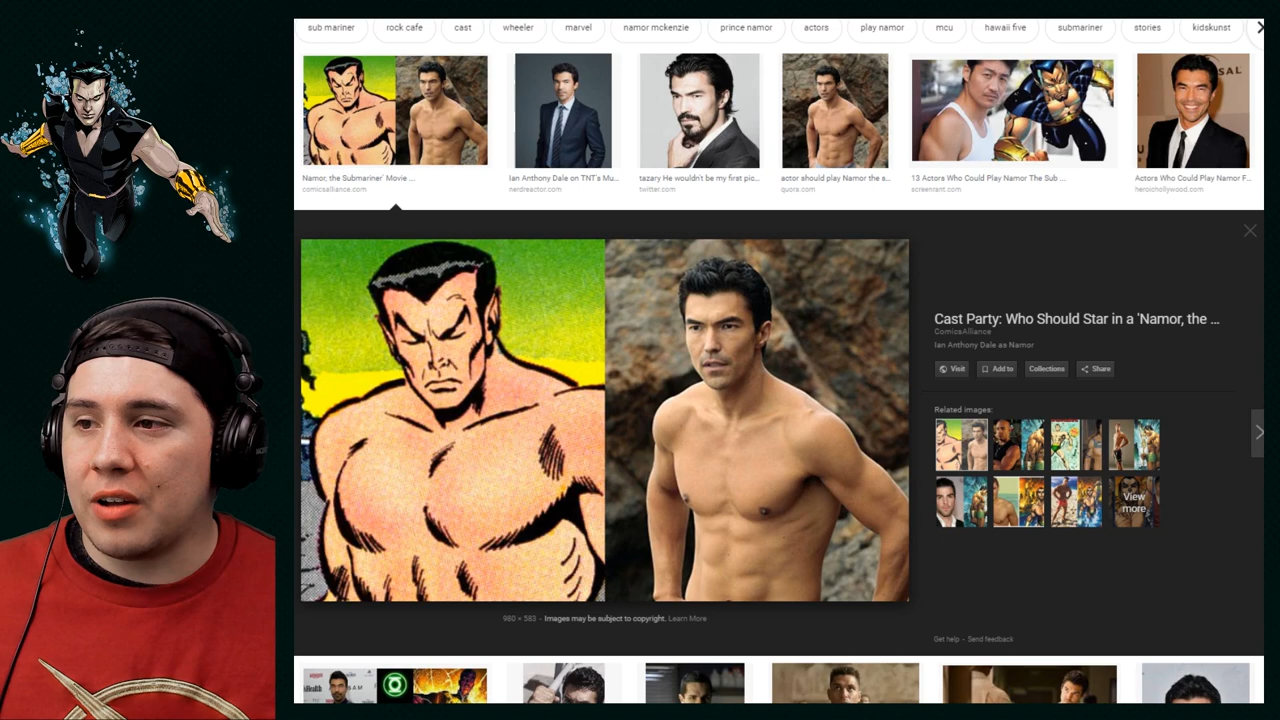 sub mariner rock cafe cast wheeler marvel namor mckenzie prince namor actors play namor mcu hawaii five submariner stories kidskunst
SAL
Namor, the Submariner' Movie ... Ian Anthony Dale on TNT's Mu... tazary He wouldn't be my first pic... actor should play Namor the s... 13 Actors Who Could Play Namor The Sub ... Actors Who Could Play Namor F...
comicsalliance.com nerdreactor.com twitter.com quora.com screenrant.com heroichollywood.com
Cast Party: Who Should Star in a 'Namor, the ...
ComicsAlliance
Ian Anthony Dale as Namor
Visit Add to Collections Share
Related images:
View
more
980 × 583 - Images may be subject to copyright. Learn More
Get help - Send feedback